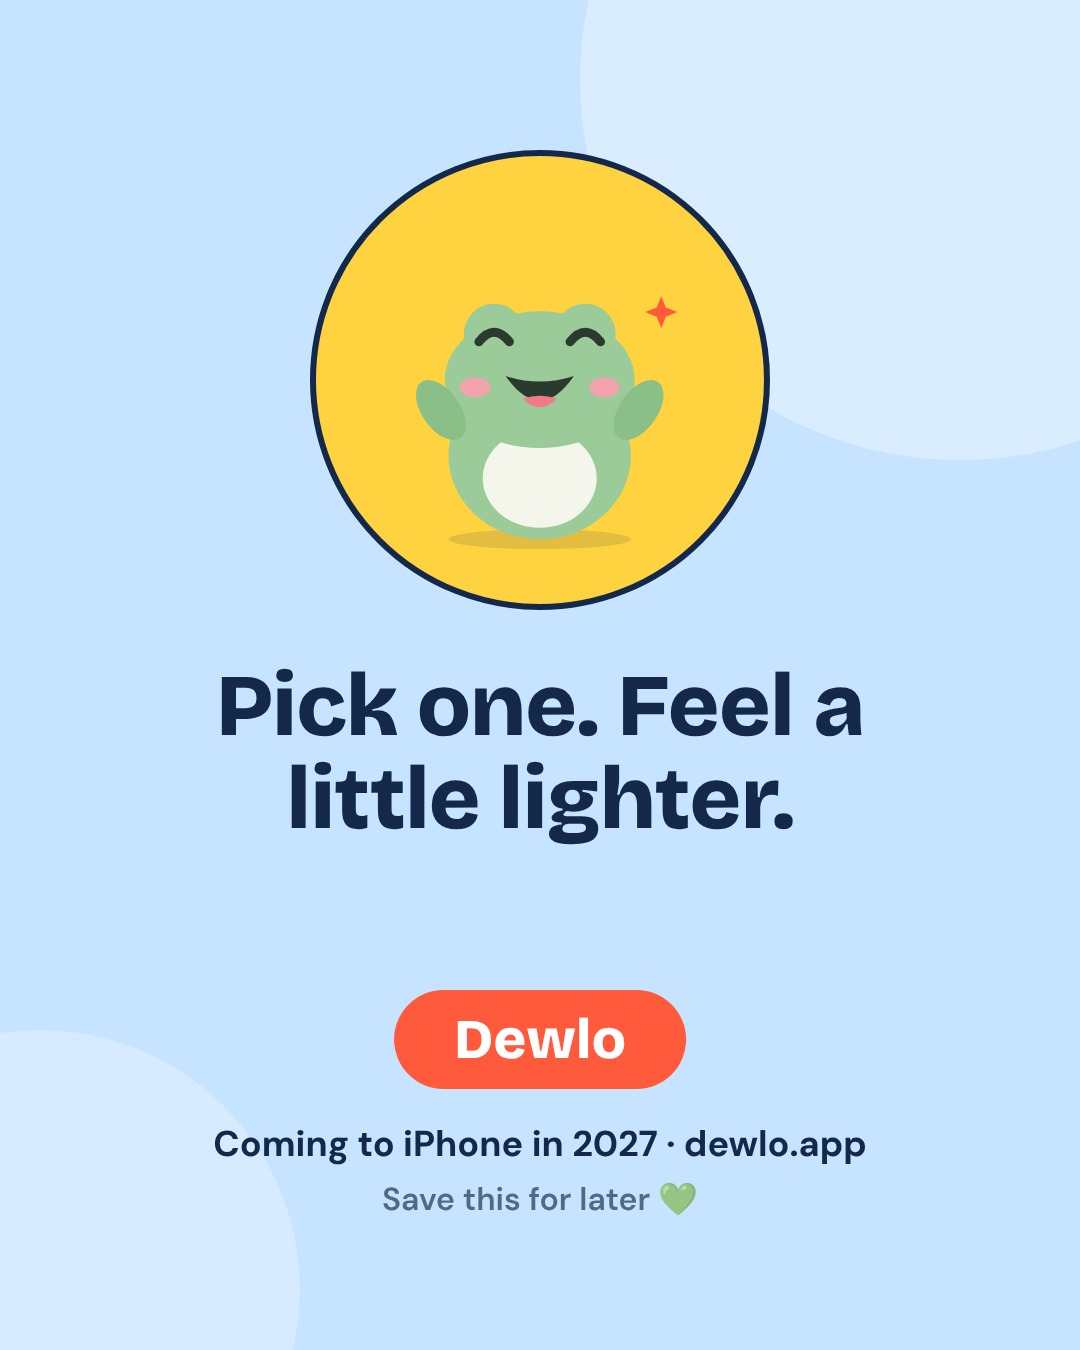 Pick one. Feel a
little lighter.
Dewlo
Coming to iPhone in 2027 · dewlo.app
Save this for later 💚